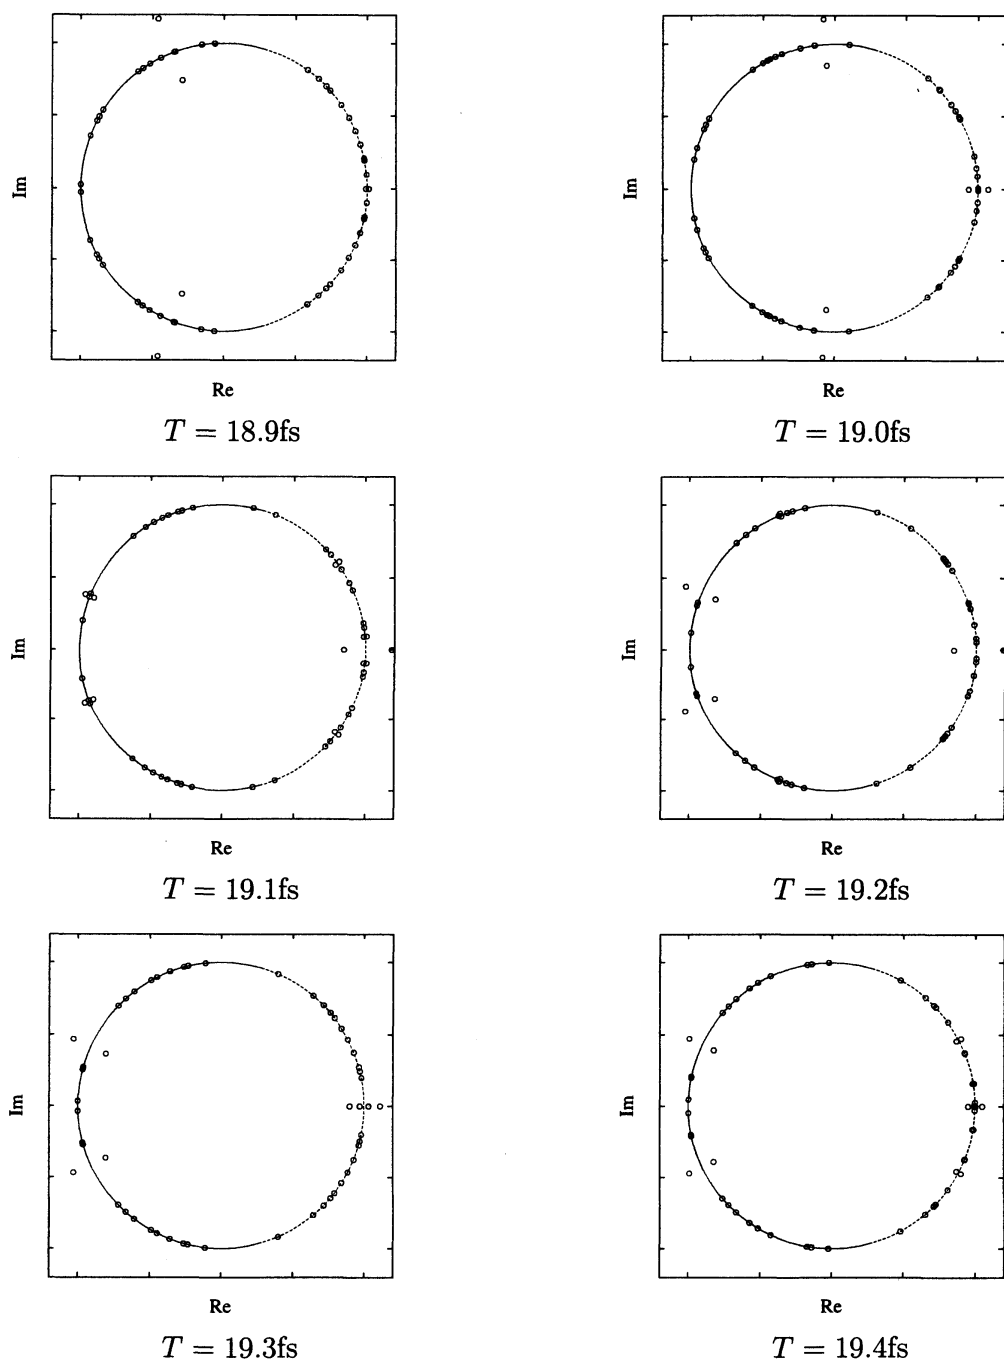 Im
Im
Re
Re
T = 18.9fs
T = 19.0fs
Im
Im
Re
Re
T = 19.1fs
T = 19.2fs
Im
Im
Re
Re
T = 19.3fs
T = 19.4fs